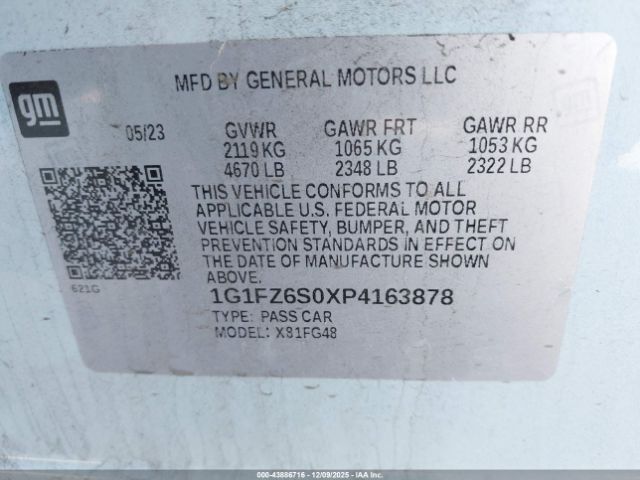 MFD BY GENERAL MOTORS LLC
gm
05/23 GVWR GAWR FRT GAWR RR
2119 KG 1065 KG 1053 KG
4670 LB 2348 LB 2322 LB
THIS VEHICLE CONFORMS TO ALL
APPLICABLE U.S. FEDERAL MOTOR
VEHICLE SAFETY, BUMPER, AND THEFT
PREVENTION STANDARDS IN EFFECT ON
THE DATE OF MANUFACTURE SHOWN
ABOVE.
621G
1G1FZ6S0XP4163878
TYPE: PASS CAR
MODEL: X81FG48
000-43886716 - 12/09/2025 - IAA, Inc.